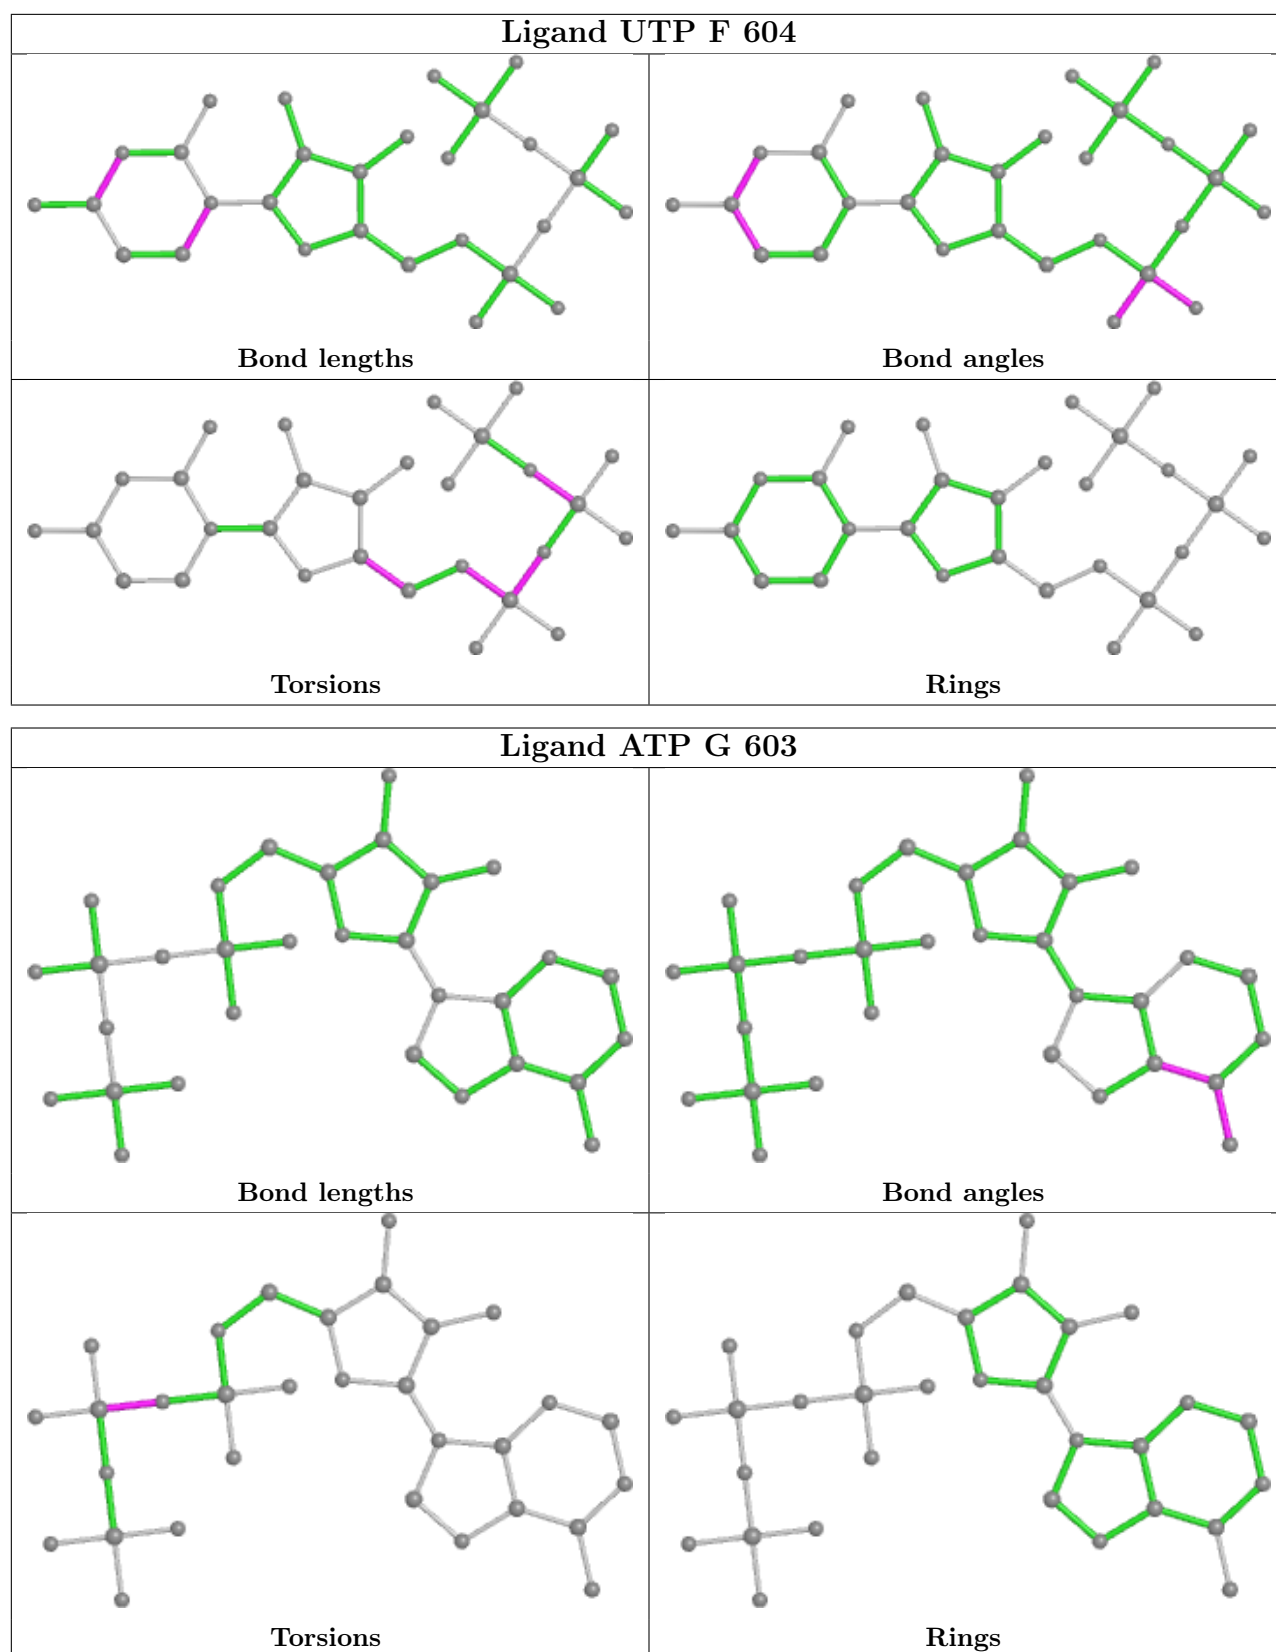 Ligand UTP F 604
Bond lengths
Bond angles
Torsions
Rings
Ligand ATP G 603
Bond lengths
Bond angles
Torsions
Rings